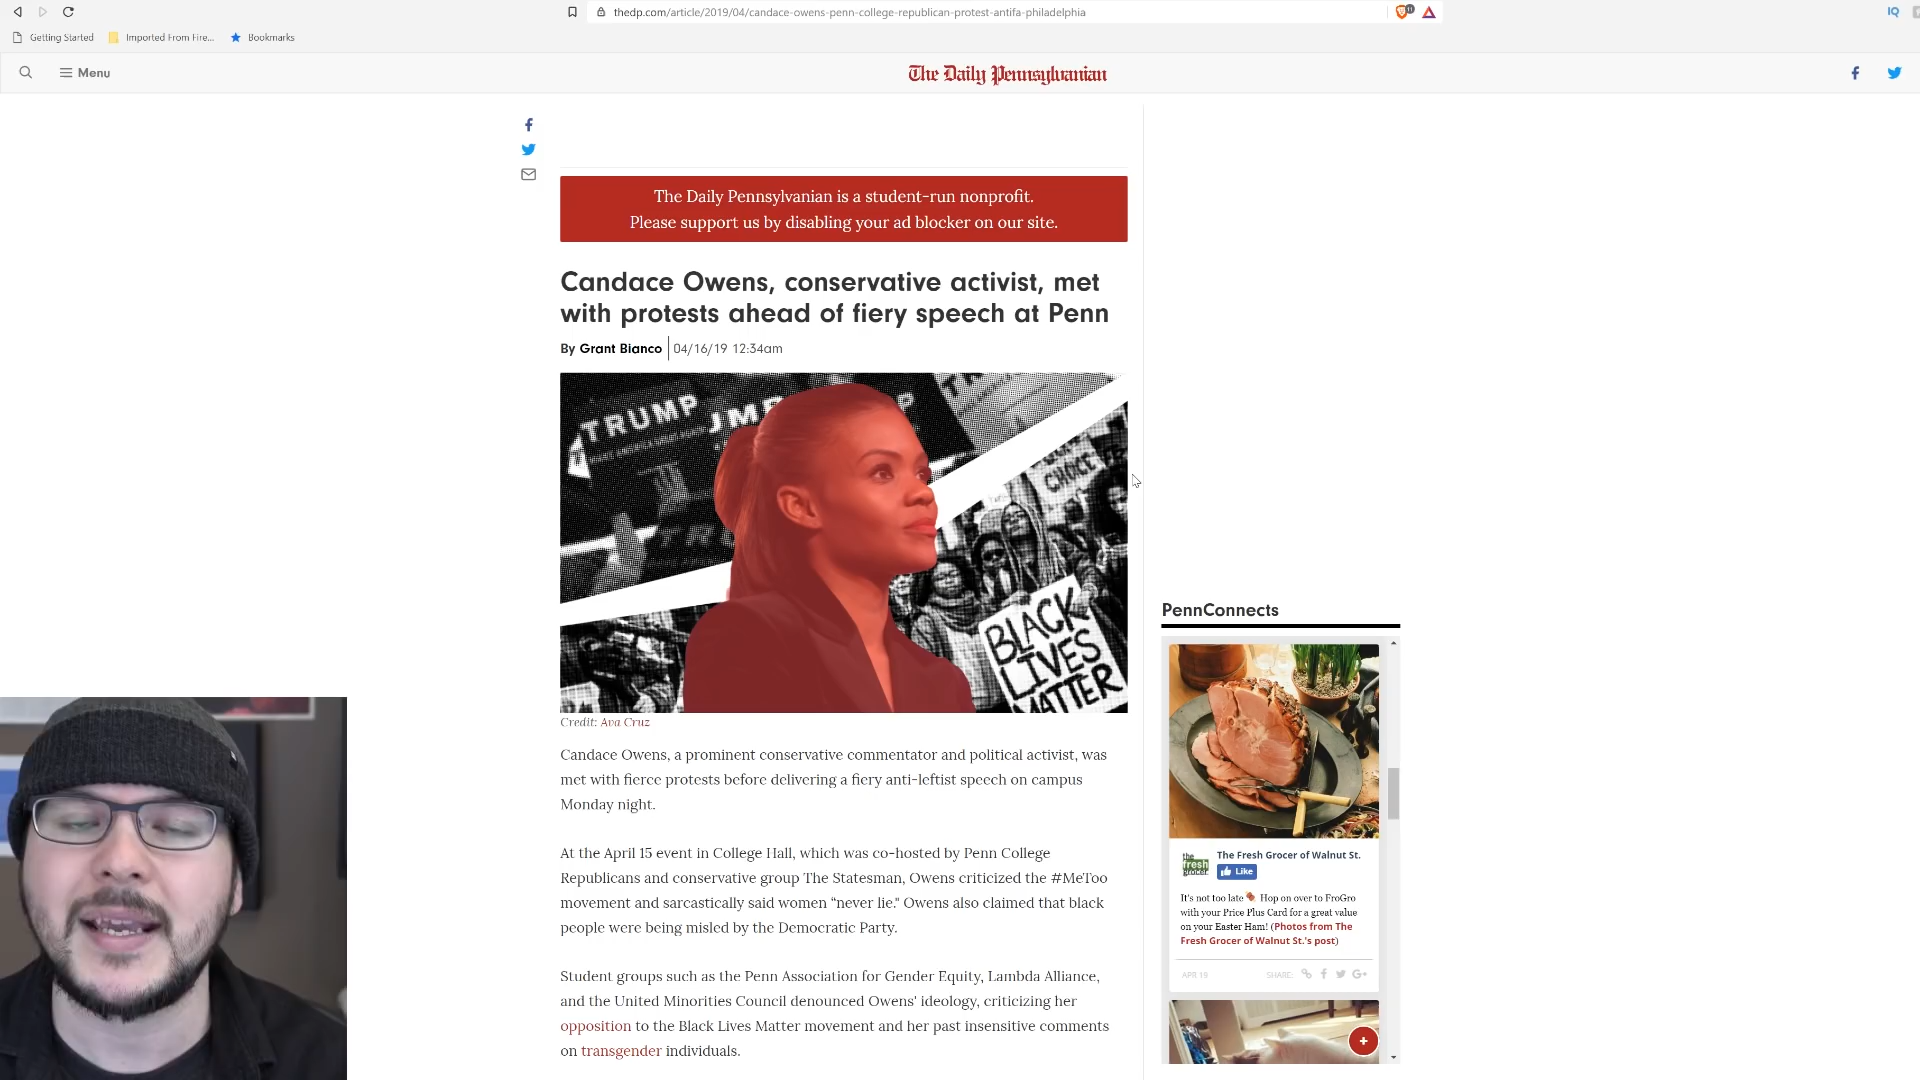 thedp.com/article/2019/04/candace-owens-penn-college-republican-protest-antifa-philadelphia
11
IQ
Getting Started
Imported From Fire...
Bookmarks
Menu
The Daily Pennsylvanian
The Daily Pennsylvanian is a student-run nonprofit.
Please support us by disabling your ad blocker on our site.
Candace Owens, conservative activist, met
with protests ahead of fiery speech at Penn
By Grant Bianco | 04/16/19 12:34am
TRUMP
BLACK
LIVES
MATTER
CHOICE
Credit: Ava Cruz
Candace Owens, a prominent conservative commentator and political activist, was
met with fierce protests before delivering a fiery anti-leftist speech on campus
Monday night.
At the April 15 event in College Hall, which was co-hosted by Penn College
Republicans and conservative group The Statesman, Owens criticized the #MeToo
movement and sarcastically said women “never lie." Owens also claimed that black
people were being misled by the Democratic Party.
Student groups such as the Penn Association for Gender Equity, Lambda Alliance,
and the United Minorities Council denounced Owens' ideology, criticizing her
opposition to the Black Lives Matter movement and her past insensitive comments
on transgender individuals.
PennConnects
the
fresh
grocer
The Fresh Grocer of Walnut St.
Like
It's not too late Hop on over to FroGro
with your Price Plus Card for a great value
on your Easter Ham! (Photos from The
Fresh Grocer of Walnut St.'s post)
APR 19
SHARE:
G+